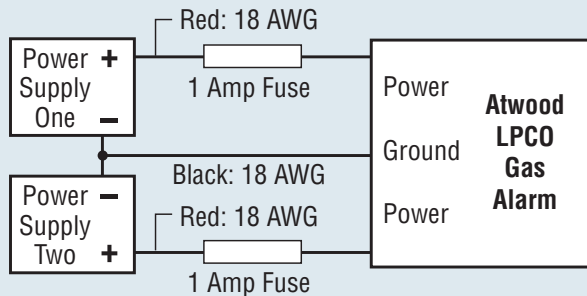 Red: 18 AWG
Power +
Supply
One –
1 Amp Fuse
Power
Ground
Power
Atwood
LPCO
Gas
Alarm
Black: 18 AWG
Power –
Supply
Two +
Red: 18 AWG
1 Amp Fuse